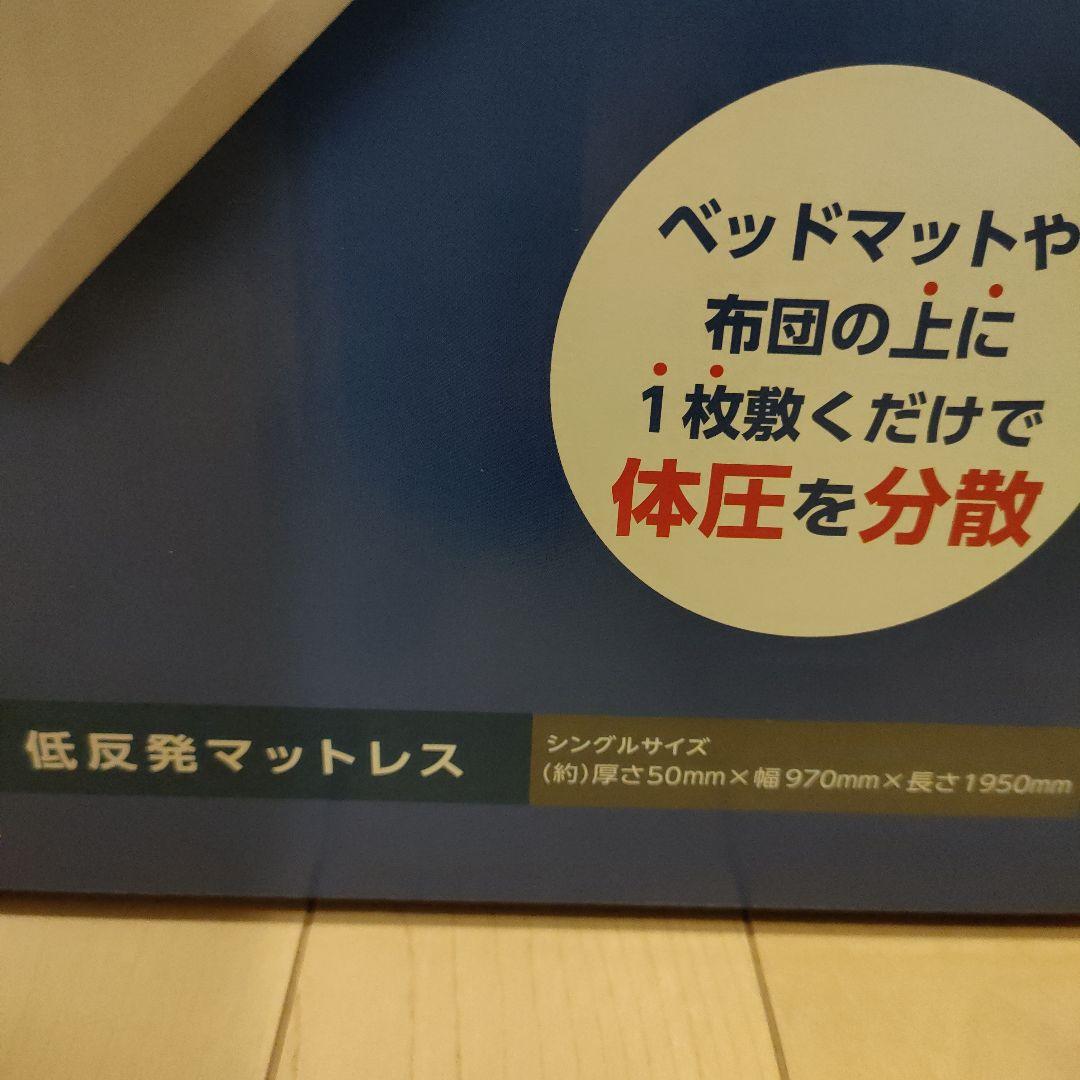 ベッドマットや
布団の上に
1枚敷くだけで
体圧を分散
低反発マットレス
シングルサイズ
(約)厚さ50mm×幅970mm×長さ1950mm